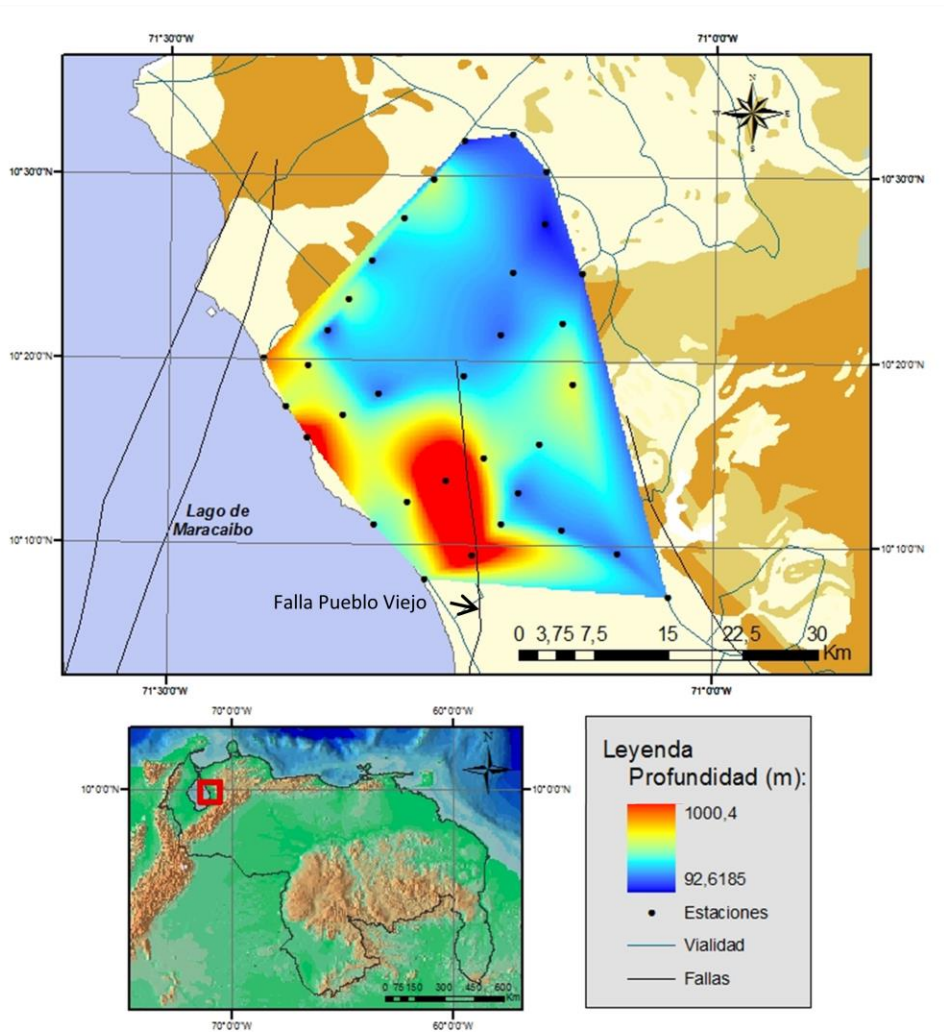 71°30'0"W 71°0'0"W
N
W E
S
10°30'0"N 10°30'0"N
10°20'0"N 10°20'0"N
Lago de
Maracaibo
10°10'0"N 10°10'0"N
Falla Pueblo Viejo
0 3,75 7,5 15 22,5 30
Km
71°30'0"W 71°0'0"W
70°0'0"W 60°0'0"W
N
10°0'0"N 10°0'0"N
0 75 150 300 450 600
Km
70°0'0"W 60°0'0"W
Leyenda
Profundidad (m):
1000,4
92,6185
Estaciones
Vialidad
Fallas